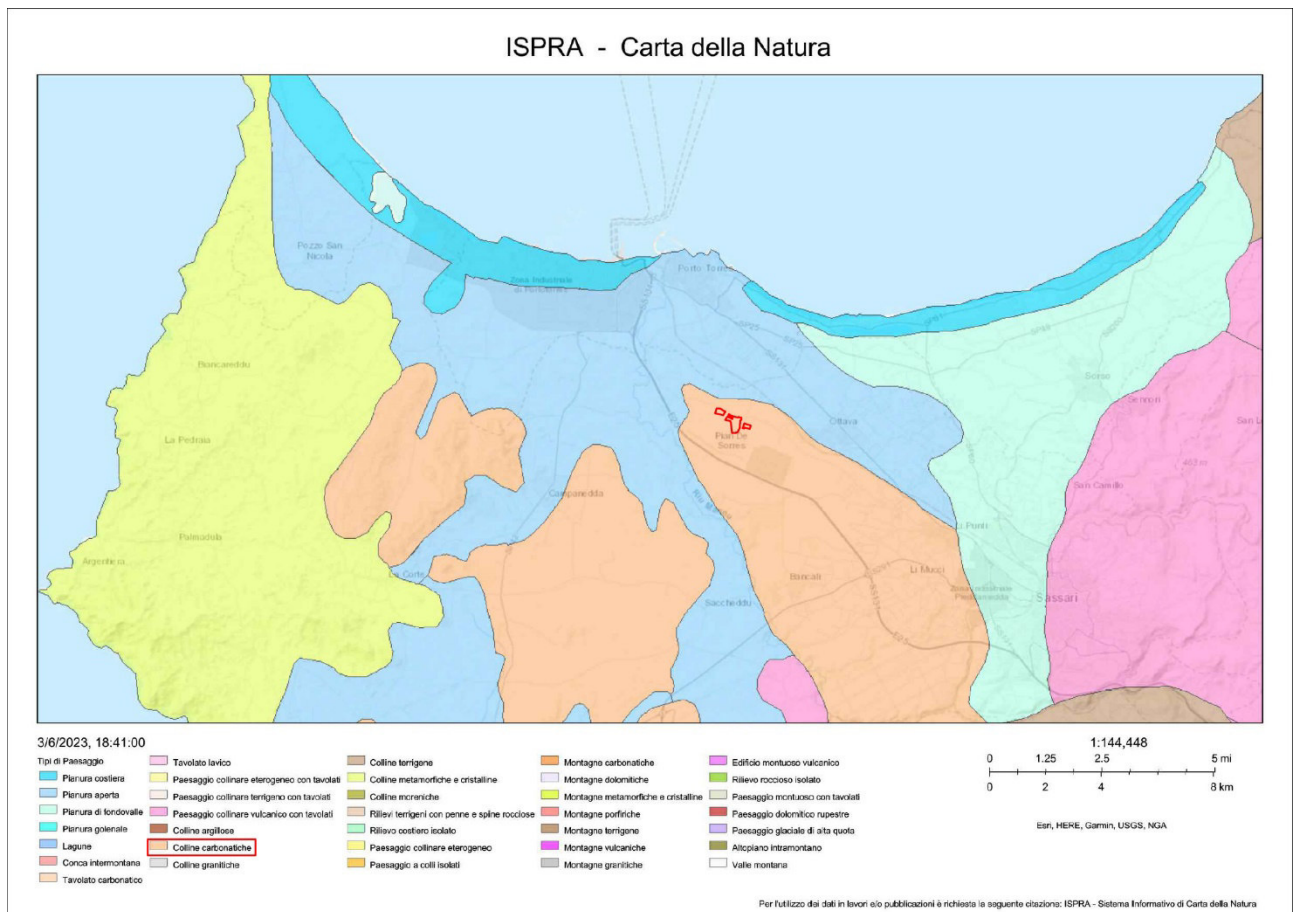 ISPRA - Carta della Natura
Pozzo San
Nicola
Porto Torres
Zona Industriale
Biancareddu
La Pedraia
Palmadula
Argentiera
La Corte
Campanedda
Saccheddu
Rio Mannu
Pian De
Sorres
Ottava
Bancali
Li Mucci
Li Punti
Sassari
San Camillo
Sorso
Sennori
San L
3/6/2023, 18:41:00
Tipi di Paesaggio
Pianura costiera
Pianura aperta
Pianura di fondovalle
Pianura golenale
Lagune
Conca intermontana
Tavolato carbonatico
Tavolato lavico
Paesaggio collinare eterogeneo con tavolati
Paesaggio collinare terrigeno con tavolati
Paesaggio collinare vulcanico con tavolati
Colline argillose
Colline carbonatiche
Colline granitiche
Colline terrigene
Colline metamorfiche e cristalline
Colline moreniche
Rilievi terrigeni con penne e spine rocciose
Rilievo costiero isolato
Paesaggio collinare eterogeneo
Paesaggio a colli isolati
Montagne carbonatiche
Montagne dolomitiche
Montagne metamorfiche e cristalline
Montagne porfiriche
Montagne terrigene
Montagne vulcaniche
Montagne granitiche
Edificio montuoso vulcanico
Rilievo roccioso isolato
Paesaggio montuoso con tavolati
Paesaggio dolomitico rupestre
Paesaggio glaciale di alta quota
Altopiano intramontano
Valle montana
1:144,448
0 1.25 2.5 5 mi
0 2 4 8 km
Esri, HERE, Garmin, USGS, NGA
Per l'utilizzo dei dati in lavori e/o pubblicazioni è richiesta la seguente citazione: ISPRA - Sistema Informativo di Carta della Natura